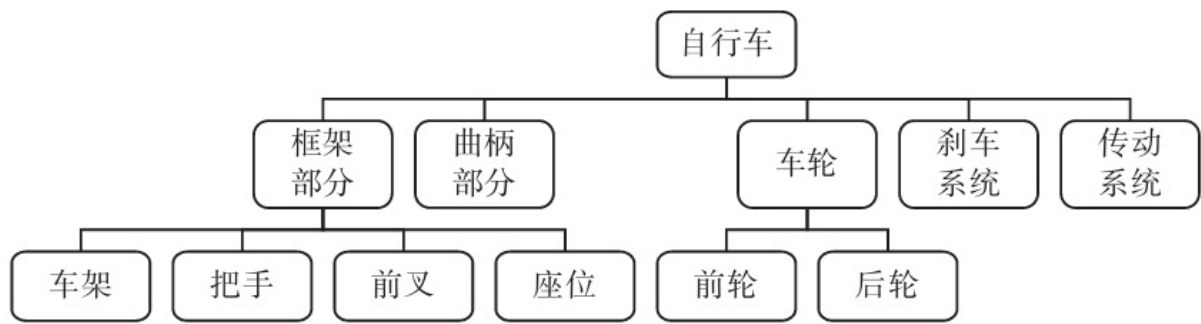 自行车
框架
部分
曲柄
部分
车轮
刹车
系统
传动
系统
车架
把手
前叉
座位
前轮
后轮